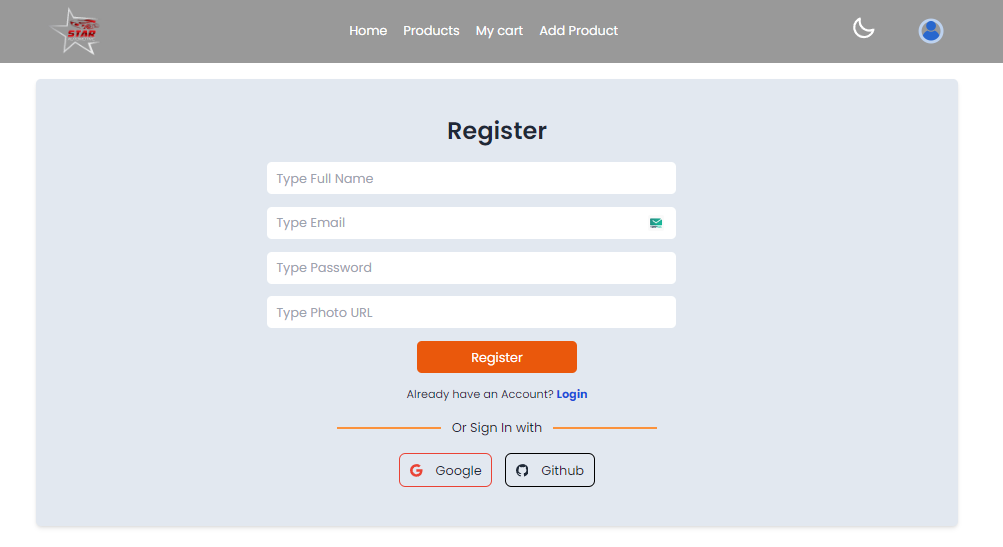 STAR
Home Products My cart Add Product
Register
Type Full Name
Type Email
Type Password
Type Photo URL
Register
Already have an Account? Login
Or Sign In with
Google Github